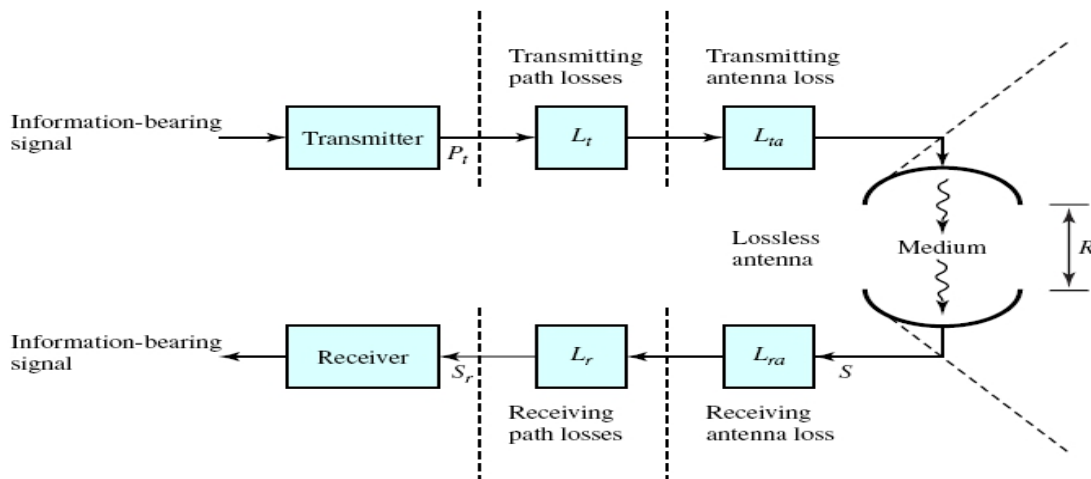 Transmitting
path losses
Transmitting
antenna loss
Information-bearing
signal
Transmitter
P_t
L_t
L_ta
Lossless
antenna
Medium
R
Information-bearing
signal
Receiver
S_r
L_r
L_ra
S
Receiving
path losses
Receiving
antenna loss